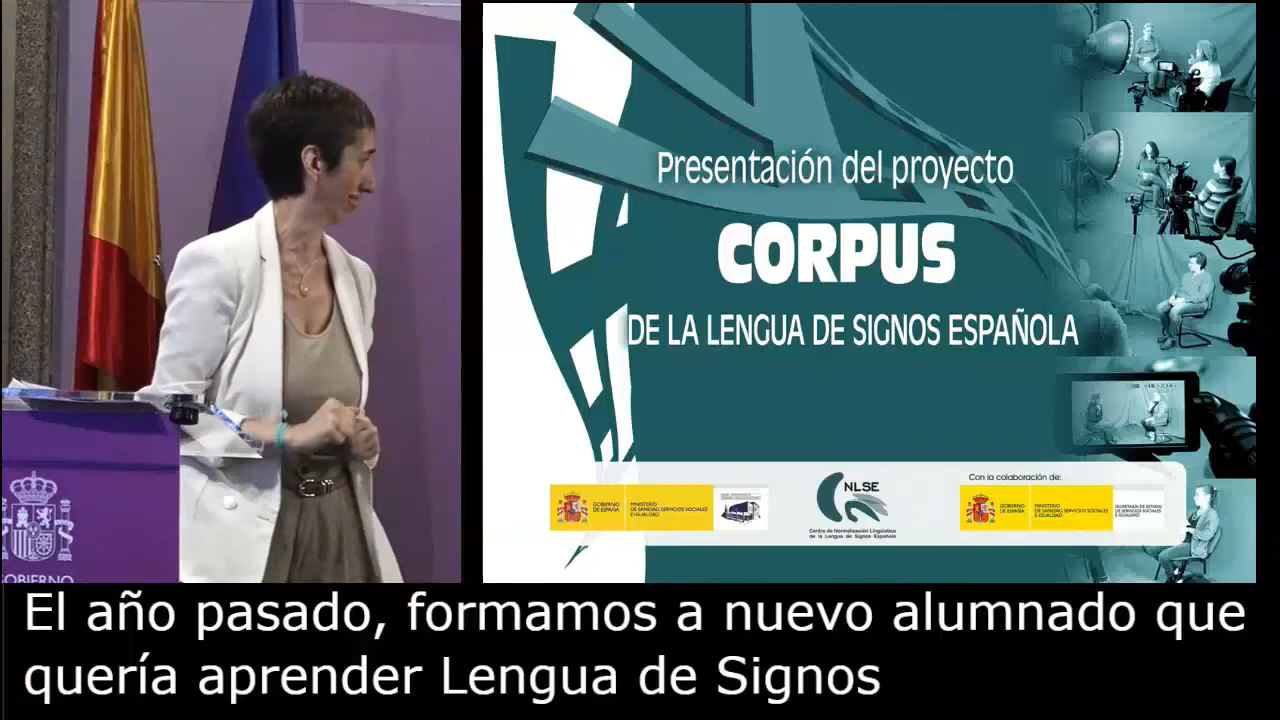 Presentación del proyecto
CORPUS
DE LA LENGUA DE SIGNOS ESPAÑOLA
Con la colaboración de:
GOBIERNO
DE ESPAÑA
MINISTERIO
DE SANIDAD, SERVICIOS SOCIALES
E IGUALDAD
CNLSE
Centro de Normalización Lingüística
de la Lengua de Signos Española
GOBIERNO
DE ESPAÑA
MINISTERIO
DE SANIDAD, SERVICIOS SOCIALES
E IGUALDAD
SECRETARÍA DE ESTADO
DE SERVICIOS SOCIALES
E IGUALDAD
GOBIERNO
El año pasado, formamos a nuevo alumnado que
quería aprender Lengua de Signos